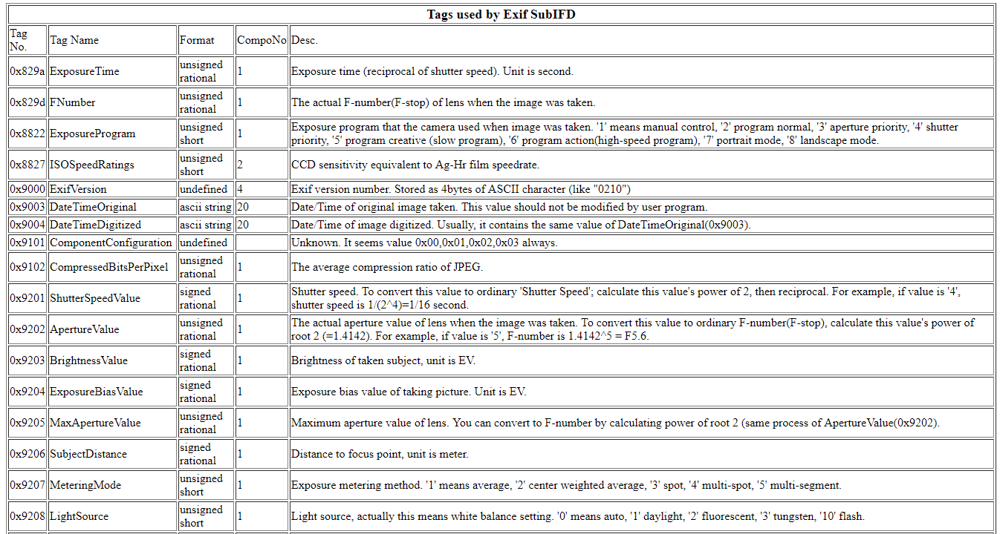 Tags used by Exif SubIFD
Tag No. Tag Name Format CompoNo Desc.
0x829a ExposureTime unsigned rational 1 Exposure time (reciprocal of shutter speed). Unit is second.
0x829d FNumber unsigned rational 1 The actual F-number(F-stop) of lens when the image was taken.
0x8822 ExposureProgram unsigned short 1 Exposure program that the camera used when image was taken. '1' means manual control, '2' program normal, '3' aperture priority, '4' shutter
priority, '5' program creative (slow program), '6' program action(high-speed program), '7' portrait mode, '8' landscape mode.
0x8827 ISOSpeedRatings unsigned short 2 CCD sensitivity equivalent to Ag-Hr film speedrate.
0x9000 ExifVersion undefined 4 Exif version number. Stored as 4bytes of ASCII character (like "0210")
0x9003 DateTimeOriginal ascii string 20 Date/Time of original image taken. This value should not be modified by user program.
0x9004 DateTimeDigitized ascii string 20 Date/Time of image digitized. Usually, it contains the same value of DateTimeOriginal(0x9003).
0x9101 ComponentConfiguration undefined Unknown. It seems value 0x00,0x01,0x02,0x03 always.
0x9102 CompressedBitsPerPixel unsigned rational 1 The average compression ratio of JPEG.
0x9201 ShutterSpeedValue signed rational 1 Shutter speed. To convert this value to ordinary 'Shutter Speed'; calculate this value's power of 2, then reciprocal. For example, if value is '4',
shutter speed is 1/(2^4)=1/16 second.
0x9202 ApertureValue unsigned rational 1 The actual aperture value of lens when the image was taken. To convert this value to ordinary F-number(F-stop), calculate this value's power of
root 2 (=1.4142). For example, if value is '5', F-number is 1.4142^5 = F5.6.
0x9203 BrightnessValue signed rational 1 Brightness of taken subject, unit is EV.
0x9204 ExposureBiasValue signed rational 1 Exposure bias value of taking picture. Unit is EV.
0x9205 MaxApertureValue unsigned rational 1 Maximum aperture value of lens. You can convert to F-number by calculating power of root 2 (same process of ApertureValue(0x9202).
0x9206 SubjectDistance signed rational 1 Distance to focus point, unit is meter.
0x9207 MeteringMode unsigned short 1 Exposure metering method. '1' means average, '2' center weighted average, '3' spot, '4' multi-spot, '5' multi-segment.
0x9208 LightSource unsigned short 1 Light source, actually this means white balance setting. '0' means auto, '1' daylight, '2' fluorescent, '3' tungsten, '10' flash.